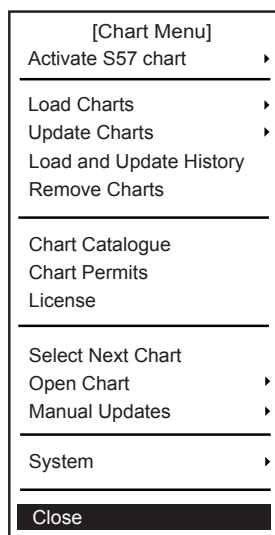 [Chart Menu]
Activate S57 chart
Load Charts
Update Charts
Load and Update History
Remove Charts
Chart Catalogue
Chart Permits
License
Select Next Chart
Open Chart
Manual Updates
System
Close